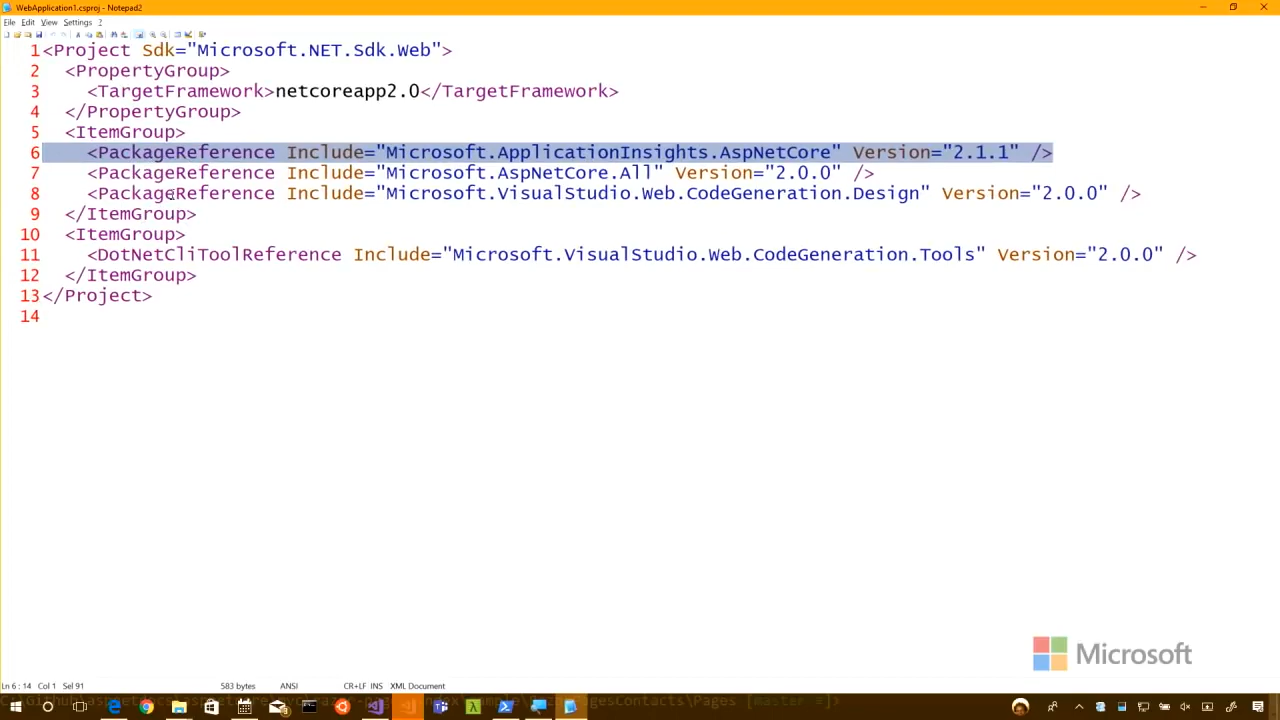 WebApplication1.csproj - Notepad2
File Edit View Settings ?
1 <Project Sdk="Microsoft.NET.Sdk.Web">
2   <PropertyGroup>
3     <TargetFramework>netcoreapp2.0</TargetFramework>
4   </PropertyGroup>
5   <ItemGroup>
6     <PackageReference Include="Microsoft.ApplicationInsights.AspNetCore" Version="2.1.1" />
7     <PackageReference Include="Microsoft.AspNetCore.All" Version="2.0.0" />
8     <PackageReference Include="Microsoft.VisualStudio.Web.CodeGeneration.Design" Version="2.0.0" />
9   </ItemGroup>
10   <ItemGroup>
11     <DotNetCliToolReference Include="Microsoft.VisualStudio.Web.CodeGeneration.Tools" Version="2.0.0" />
12   </ItemGroup>
13 </Project>
14
Microsoft
Ln 6 : 14 Col 1 Sel 91 583 bytes ANSI CR+LF INS XML Document